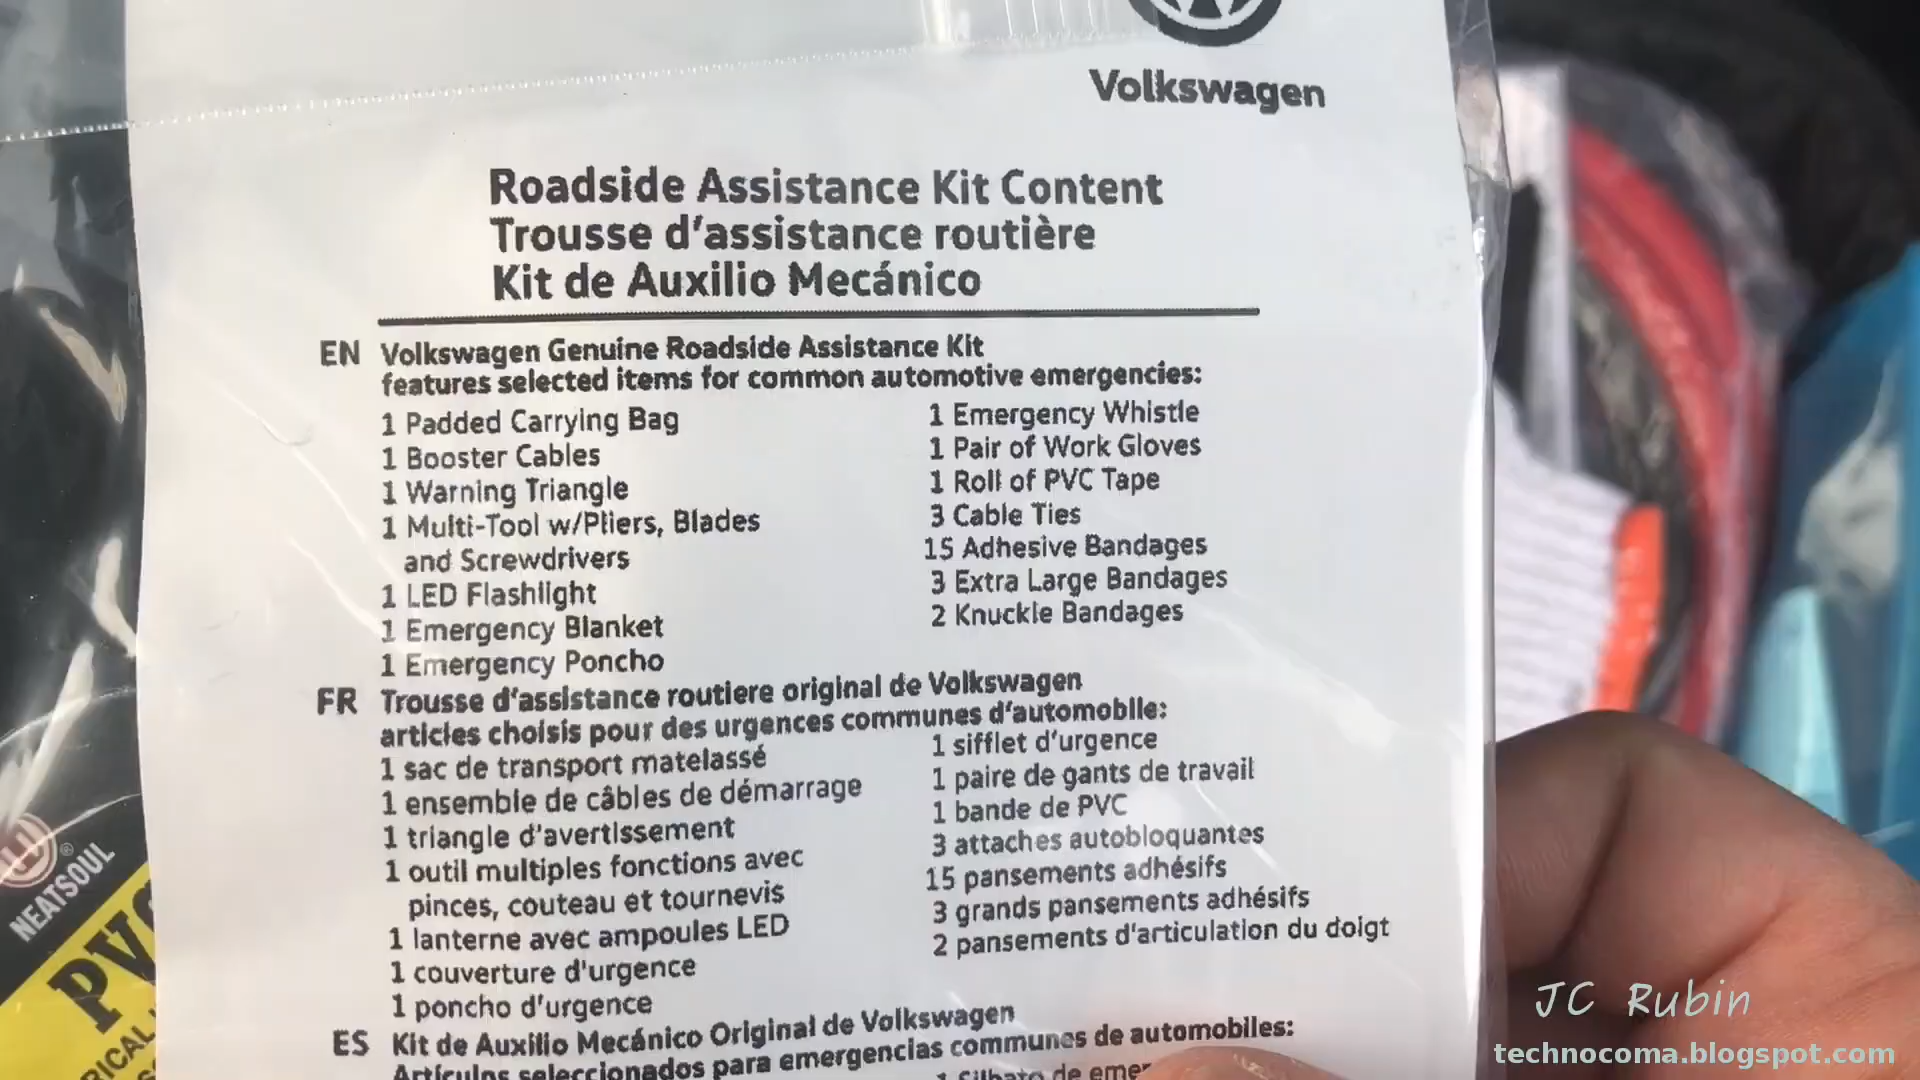 Volkswagen
Roadside Assistance Kit Content
Trousse d'assistance routière
Kit de Auxilio Mecánico
EN Volkswagen Genuine Roadside Assistance Kit
features selected items for common automotive emergencies:
1 Padded Carrying Bag
1 Booster Cables
1 Warning Triangle
1 Multi-Tool w/Pliers, Blades
and Screwdrivers
1 LED Flashlight
1 Emergency Blanket
1 Emergency Poncho
1 Emergency Whistle
1 Pair of Work Gloves
1 Roll of PVC Tape
3 Cable Ties
15 Adhesive Bandages
3 Extra Large Bandages
2 Knuckle Bandages
FR Trousse d'assistance routiere original de Volkswagen
articles choisis pour des urgences communes d'automobile:
1 sac de transport matelassé
1 ensemble de câbles de démarrage
1 triangle d'avertissement
1 outil multiples fonctions avec
pinces, couteau et tournevis
1 lanterne avec ampoules LED
1 couverture d'urgence
1 poncho d'urgence
1 sifflet d'urgence
1 paire de gants de travail
1 bande de PVC
3 attaches autobloquantes
15 pansements adhésifs
3 grands pansements adhésifs
2 pansements d'articulation du doigt
ES Kit de Auxilio Mecánico Original de Volkswagen
Artículos seleccionados para emergencias communes de automobiles:
1 Silbato de emer
NEATSOUL
PVC
RICAL
JC Rubin
technocoma.blogspot.com